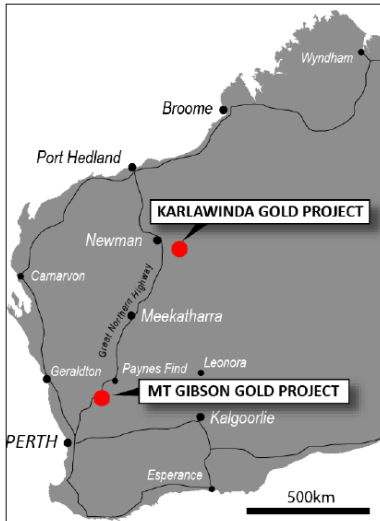 Wyndham
Broome
Port Hedland
KARLAWINDA GOLD PROJECT
Newman
Carnarvon
Great Northern Highway
Meekatharra
Geraldton
Paynes Find
Leonora
MT GIBSON GOLD PROJECT
PERTH
Kalgoorlie
Esperance
500km